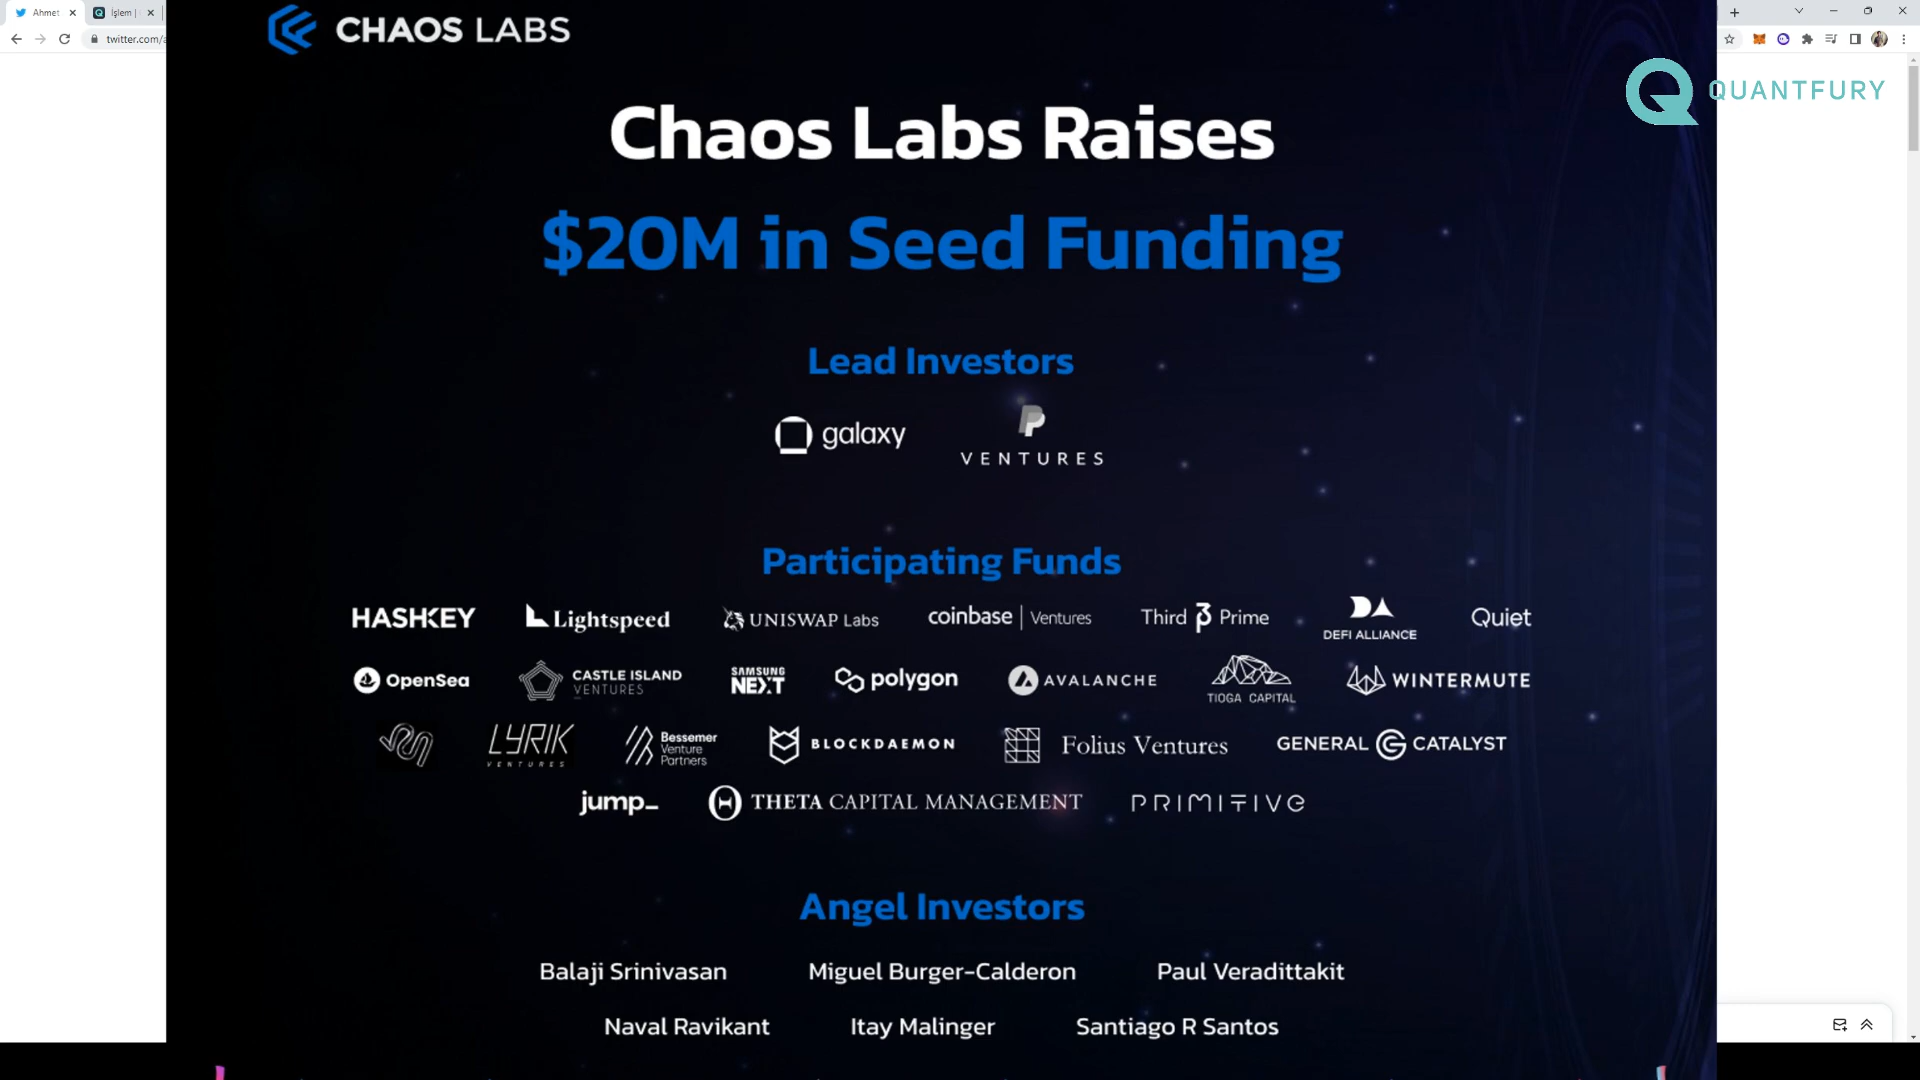 Ahmet
İşlem |
twitter.com/a
CHAOS LABS
QUANTFURY
Chaos Labs Raises
$20M in Seed Funding
Lead Investors
galaxy
VENTURES
Participating Funds
HASHKEY Lightspeed UNISWAP Labs coinbase | Ventures Third Prime DEFI ALLIANCE Quiet
OpenSea CASTLE ISLAND VENTURES SAMSUNG NEXT polygon AVALANCHE TIOGA CAPITAL WINTERMUTE
LYRIK VENTURES Bessemer Venture Partners BLOCKDAEMON Folius Ventures GENERAL CATALYST
jump_ THETA CAPITAL MANAGEMENT PRIMITIVE
Angel Investors
Balaji Srinivasan Miguel Burger-Calderon Paul Veradittakit
Naval Ravikant Itay Malinger Santiago R Santos